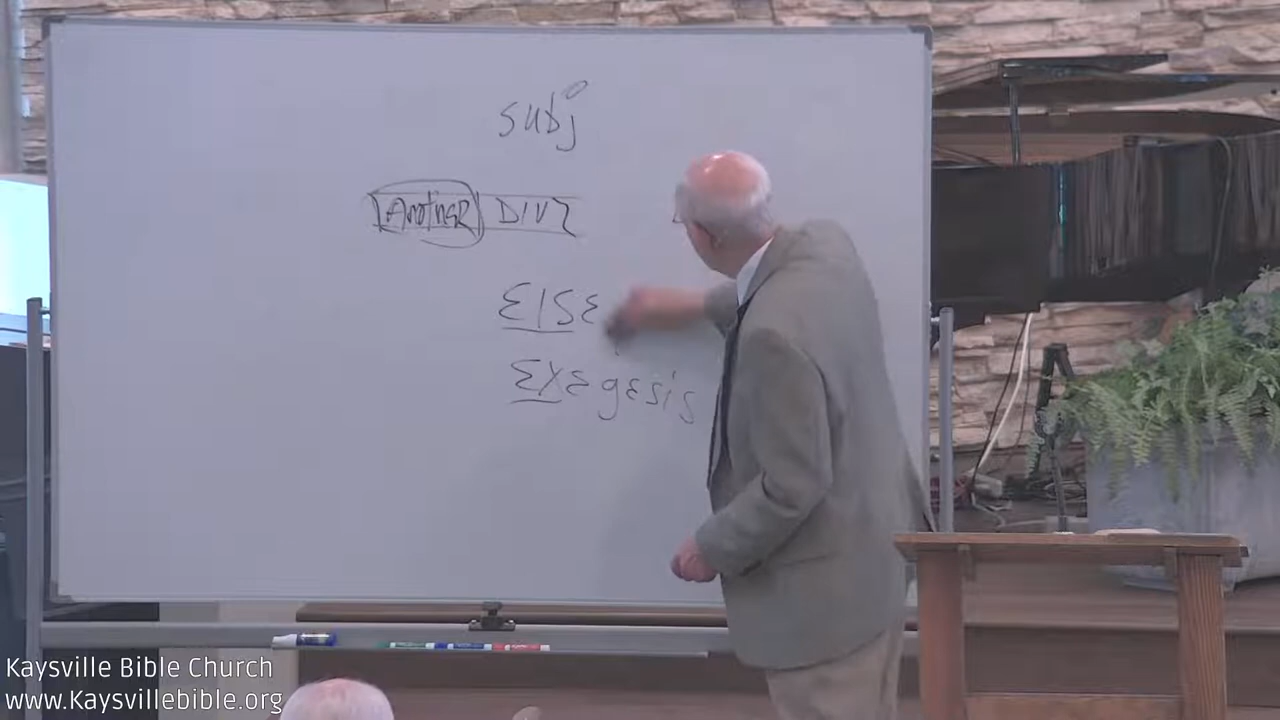 subj
Another DIV
EISE
EXEgEsis
Kaysville Bible Church
www.Kaysvillebible.org